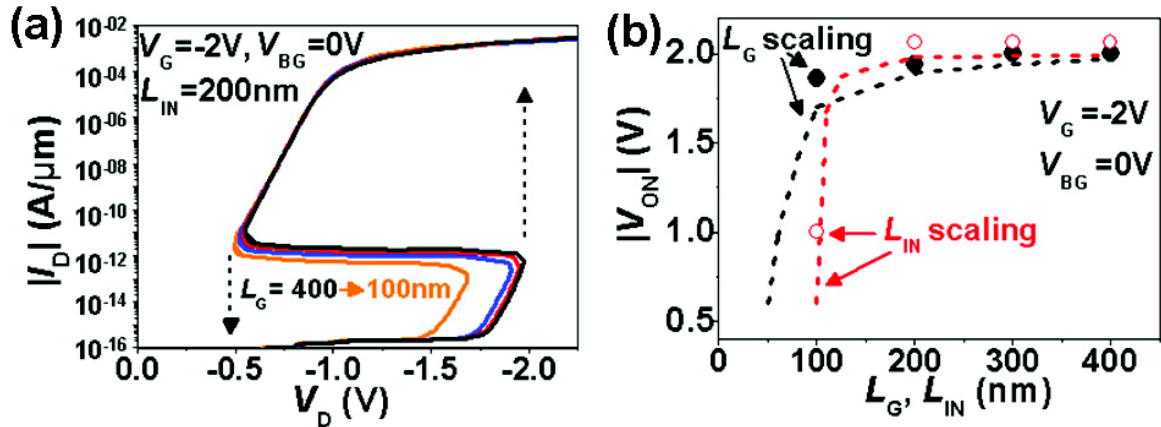 (a)
V_G=-2V, V_BG=0V
L_IN=200nm
L_G= 400→100nm
|I_D| (A/μm)
10^-02
10^-04
10^-06
10^-08
10^-10
10^-12
10^-14
10^-16
0.0 -0.5 -1.0 -1.5 -2.0
V_D (V)
(b)
L_G scaling
V_G=-2V
V_BG=0V
L_IN scaling
|V_ON| (V)
2.0
1.5
1.0
0.5
0 100 200 300 400
L_G, L_IN (nm)